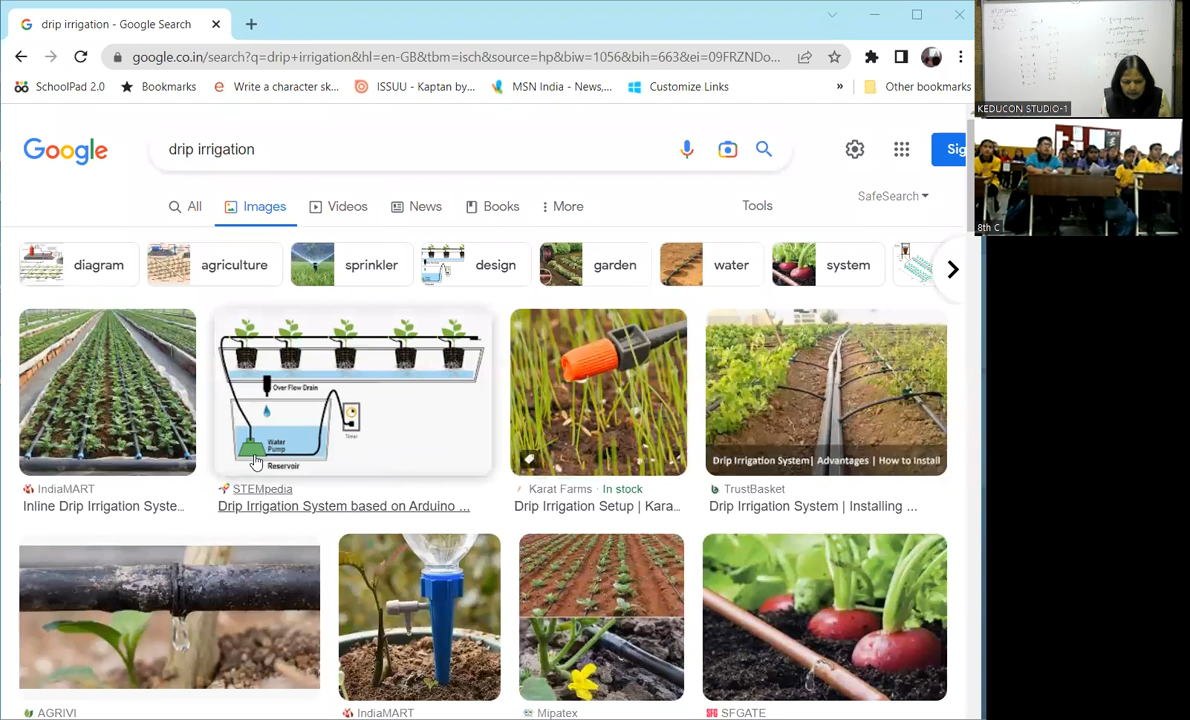 drip irrigation - Google Search
google.co.in/search?q=drip+irrigation&hl=en-GB&tbm=isch&source=hp&biw=1056&bih=663&ei=09FRZNDo...
SchoolPad 2.0
Bookmarks
Write a character sk...
ISSUU - Kaptan by...
MSN India - News,...
Customize Links
»
Other bookmarks
KEDUCON STUDIO-1
8th C
Google
drip irrigation
Sig
SafeSearch
All
Images
Videos
News
Books
More
Tools
diagram
agriculture
sprinkler
design
garden
water
system
Over Flow Drain
Water
Pump
Timer
Reservoir
Drip Irrigation System| Advantages | How to Install
IndiaMART
Inline Drip Irrigation Syste...
STEMpedia
Drip Irrigation System based on Arduino ...
Karat Farms · In stock
Drip Irrigation Setup | Kara...
TrustBasket
Drip Irrigation System | Installing ...
AGRIVI
IndiaMART
Mipatex
SFGATE